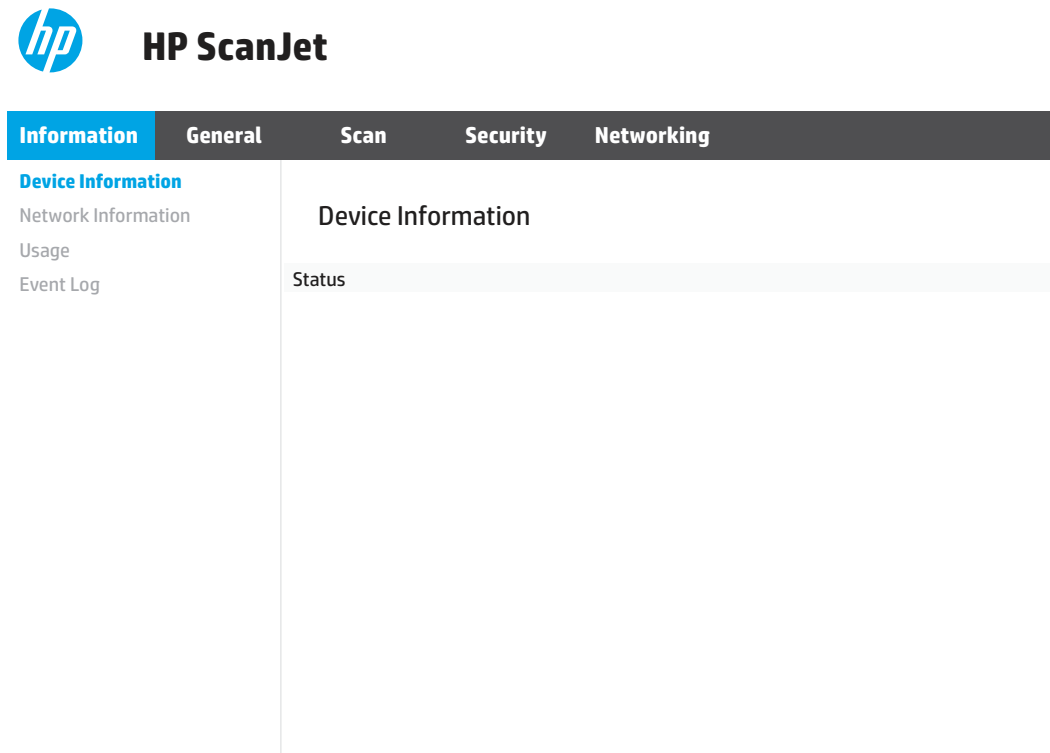 hp
HP ScanJet
Information General Scan Security Networking
Device Information
Network Information
Usage
Event Log
Device Information
Status